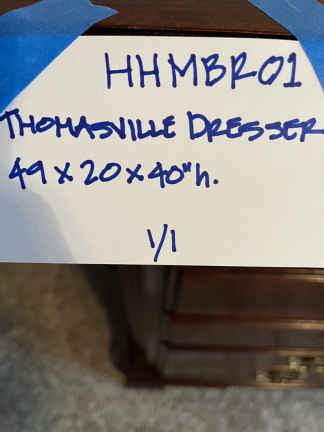 HHMBR01
THOMASVILLE DRESSER
49 x 20 x 40"h.
1/1